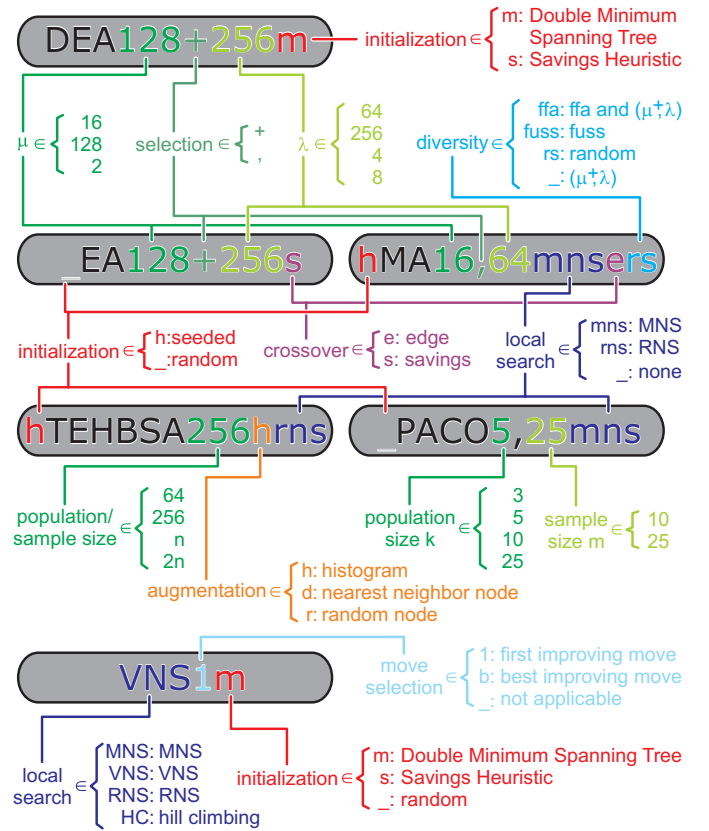 DEA128+256m
initialization ∈ { m: Double Minimum
Spanning Tree
s: Savings Heuristic
μ ∈ { 16
128
2
selection ∈ { +
,
λ ∈ { 64
256
4
8
diversity ∈ { ffa: ffa and (μ⁺,λ)
fuss: fuss
rs: random
_: (μ⁺,λ)
_EA128+256s
hMA16,64mnsers
initialization ∈ { h:seeded
_:random
crossover ∈ { e: edge
s: savings
local
search ∈ { mns: MNS
rns: RNS
_: none
hTEHBSA256hrns
_PACO5,25mns
population/
sample size ∈ { 64
256
n
2n
population
size k ∈ { 3
5
10
25
sample
size m ∈ { 10
25
augmentation ∈ { h: histogram
d: nearest neighbor node
r: random node
VNS1m
move
selection ∈ { 1: first improving move
b: best improving move
_: not applicable
local
search ∈ { MNS: MNS
VNS: VNS
RNS: RNS
HC: hill climbing
initialization ∈ { m: Double Minimum Spanning Tree
s: Savings Heuristic
_: random